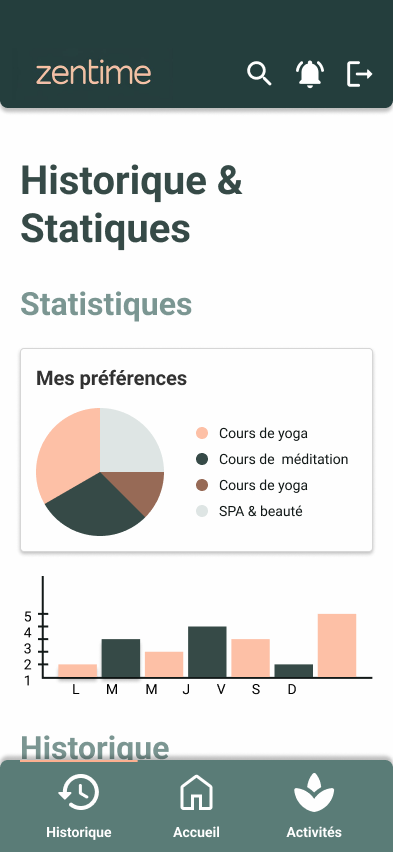 zentime
Historique &
Statiques
Statistiques
Mes préférences
Cours de yoga
Cours de  méditation
Cours de yoga
SPA & beauté
5
4
3
2
1
L M M J V S D
Historique
Historique Accueil Activités